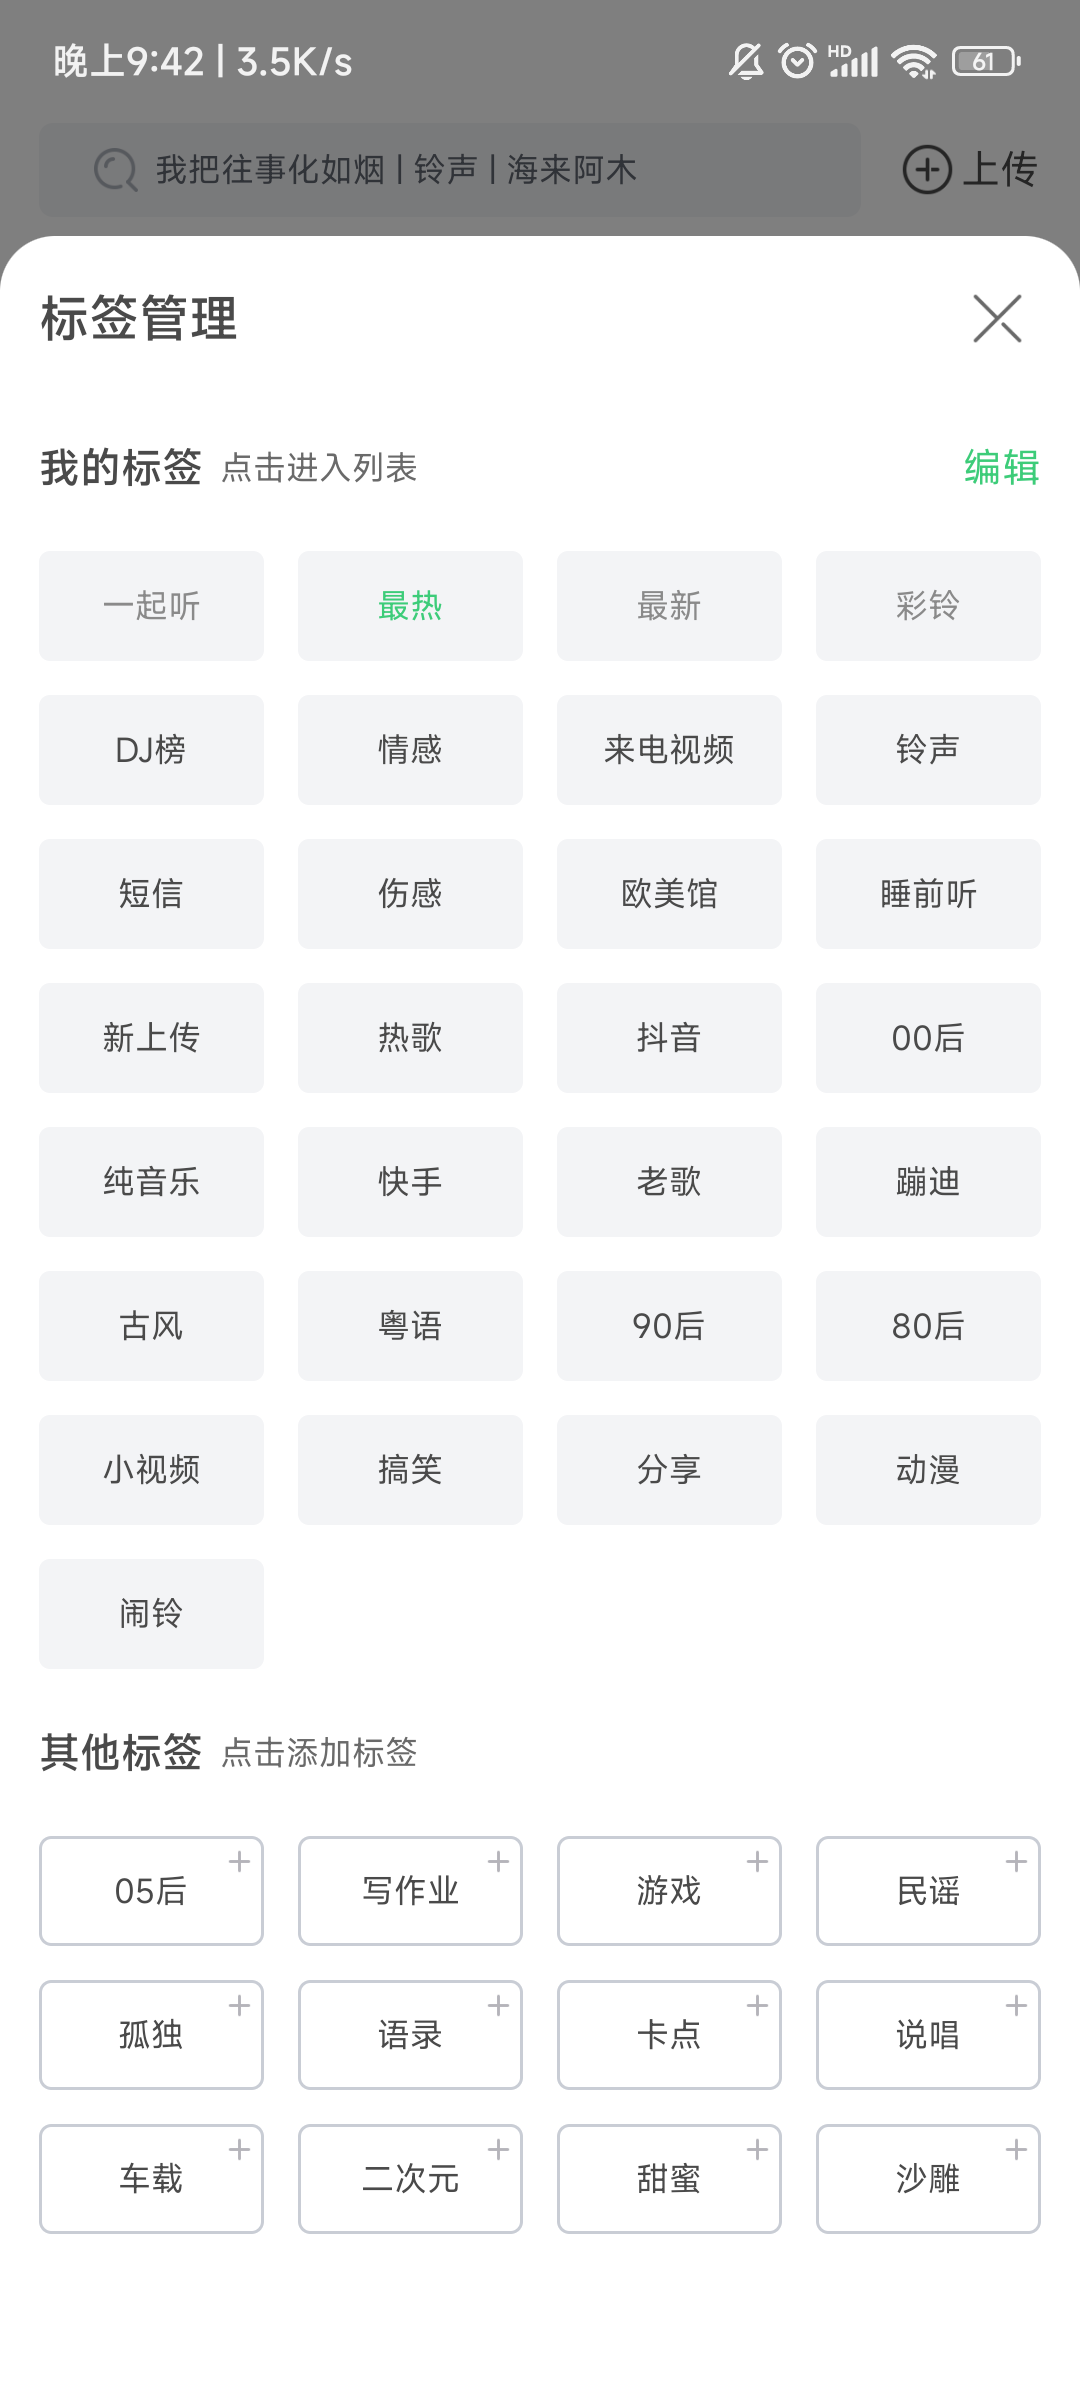 晚上9:42 | 3.5K/s HD 61
我把往事化如烟 | 铃声 | 海来阿木 上传
标签管理
我的标签 点击进入列表 编辑
一起听 最热 最新 彩铃
DJ榜 情感 来电视频 铃声
短信 伤感 欧美馆 睡前听
新上传 热歌 抖音 00后
纯音乐 快手 老歌 蹦迪
古风 粤语 90后 80后
小视频 搞笑 分享 动漫
闹铃
其他标签 点击添加标签
05后 写作业 游戏 民谣
孤独 语录 卡点 说唱
车载 二次元 甜蜜 沙雕